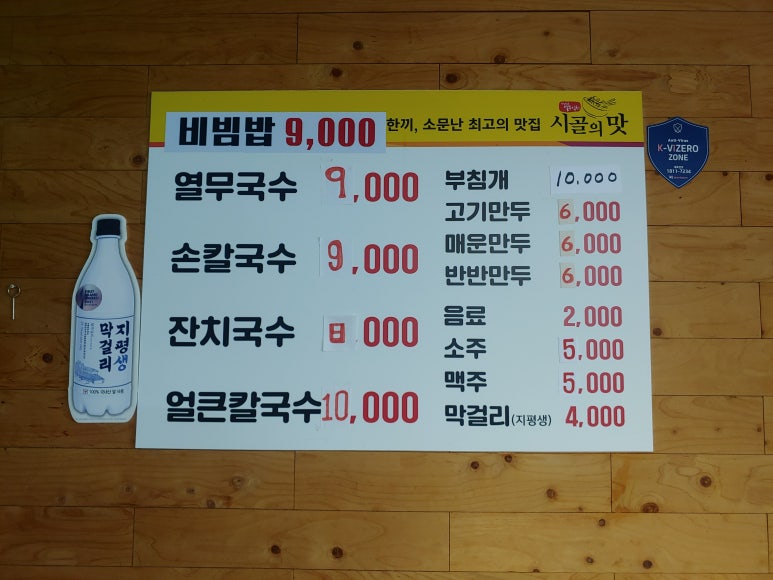 비빔밥 9,000
한끼, 소문난 최고의 맛집
시골의 맛
열무국수 9,000
손칼국수 9,000
잔치국수 8 000
얼큰칼국수 10,000
부침개 10,000
고기만두 6,000
매운만두 6,000
반반만두 6,000
음료 2,000
소주 5,000
맥주 5,000
막걸리(지평생) 4,000
Anti-Virus
K-VIZERO
ZONE
1811-7334
지평생
막걸리